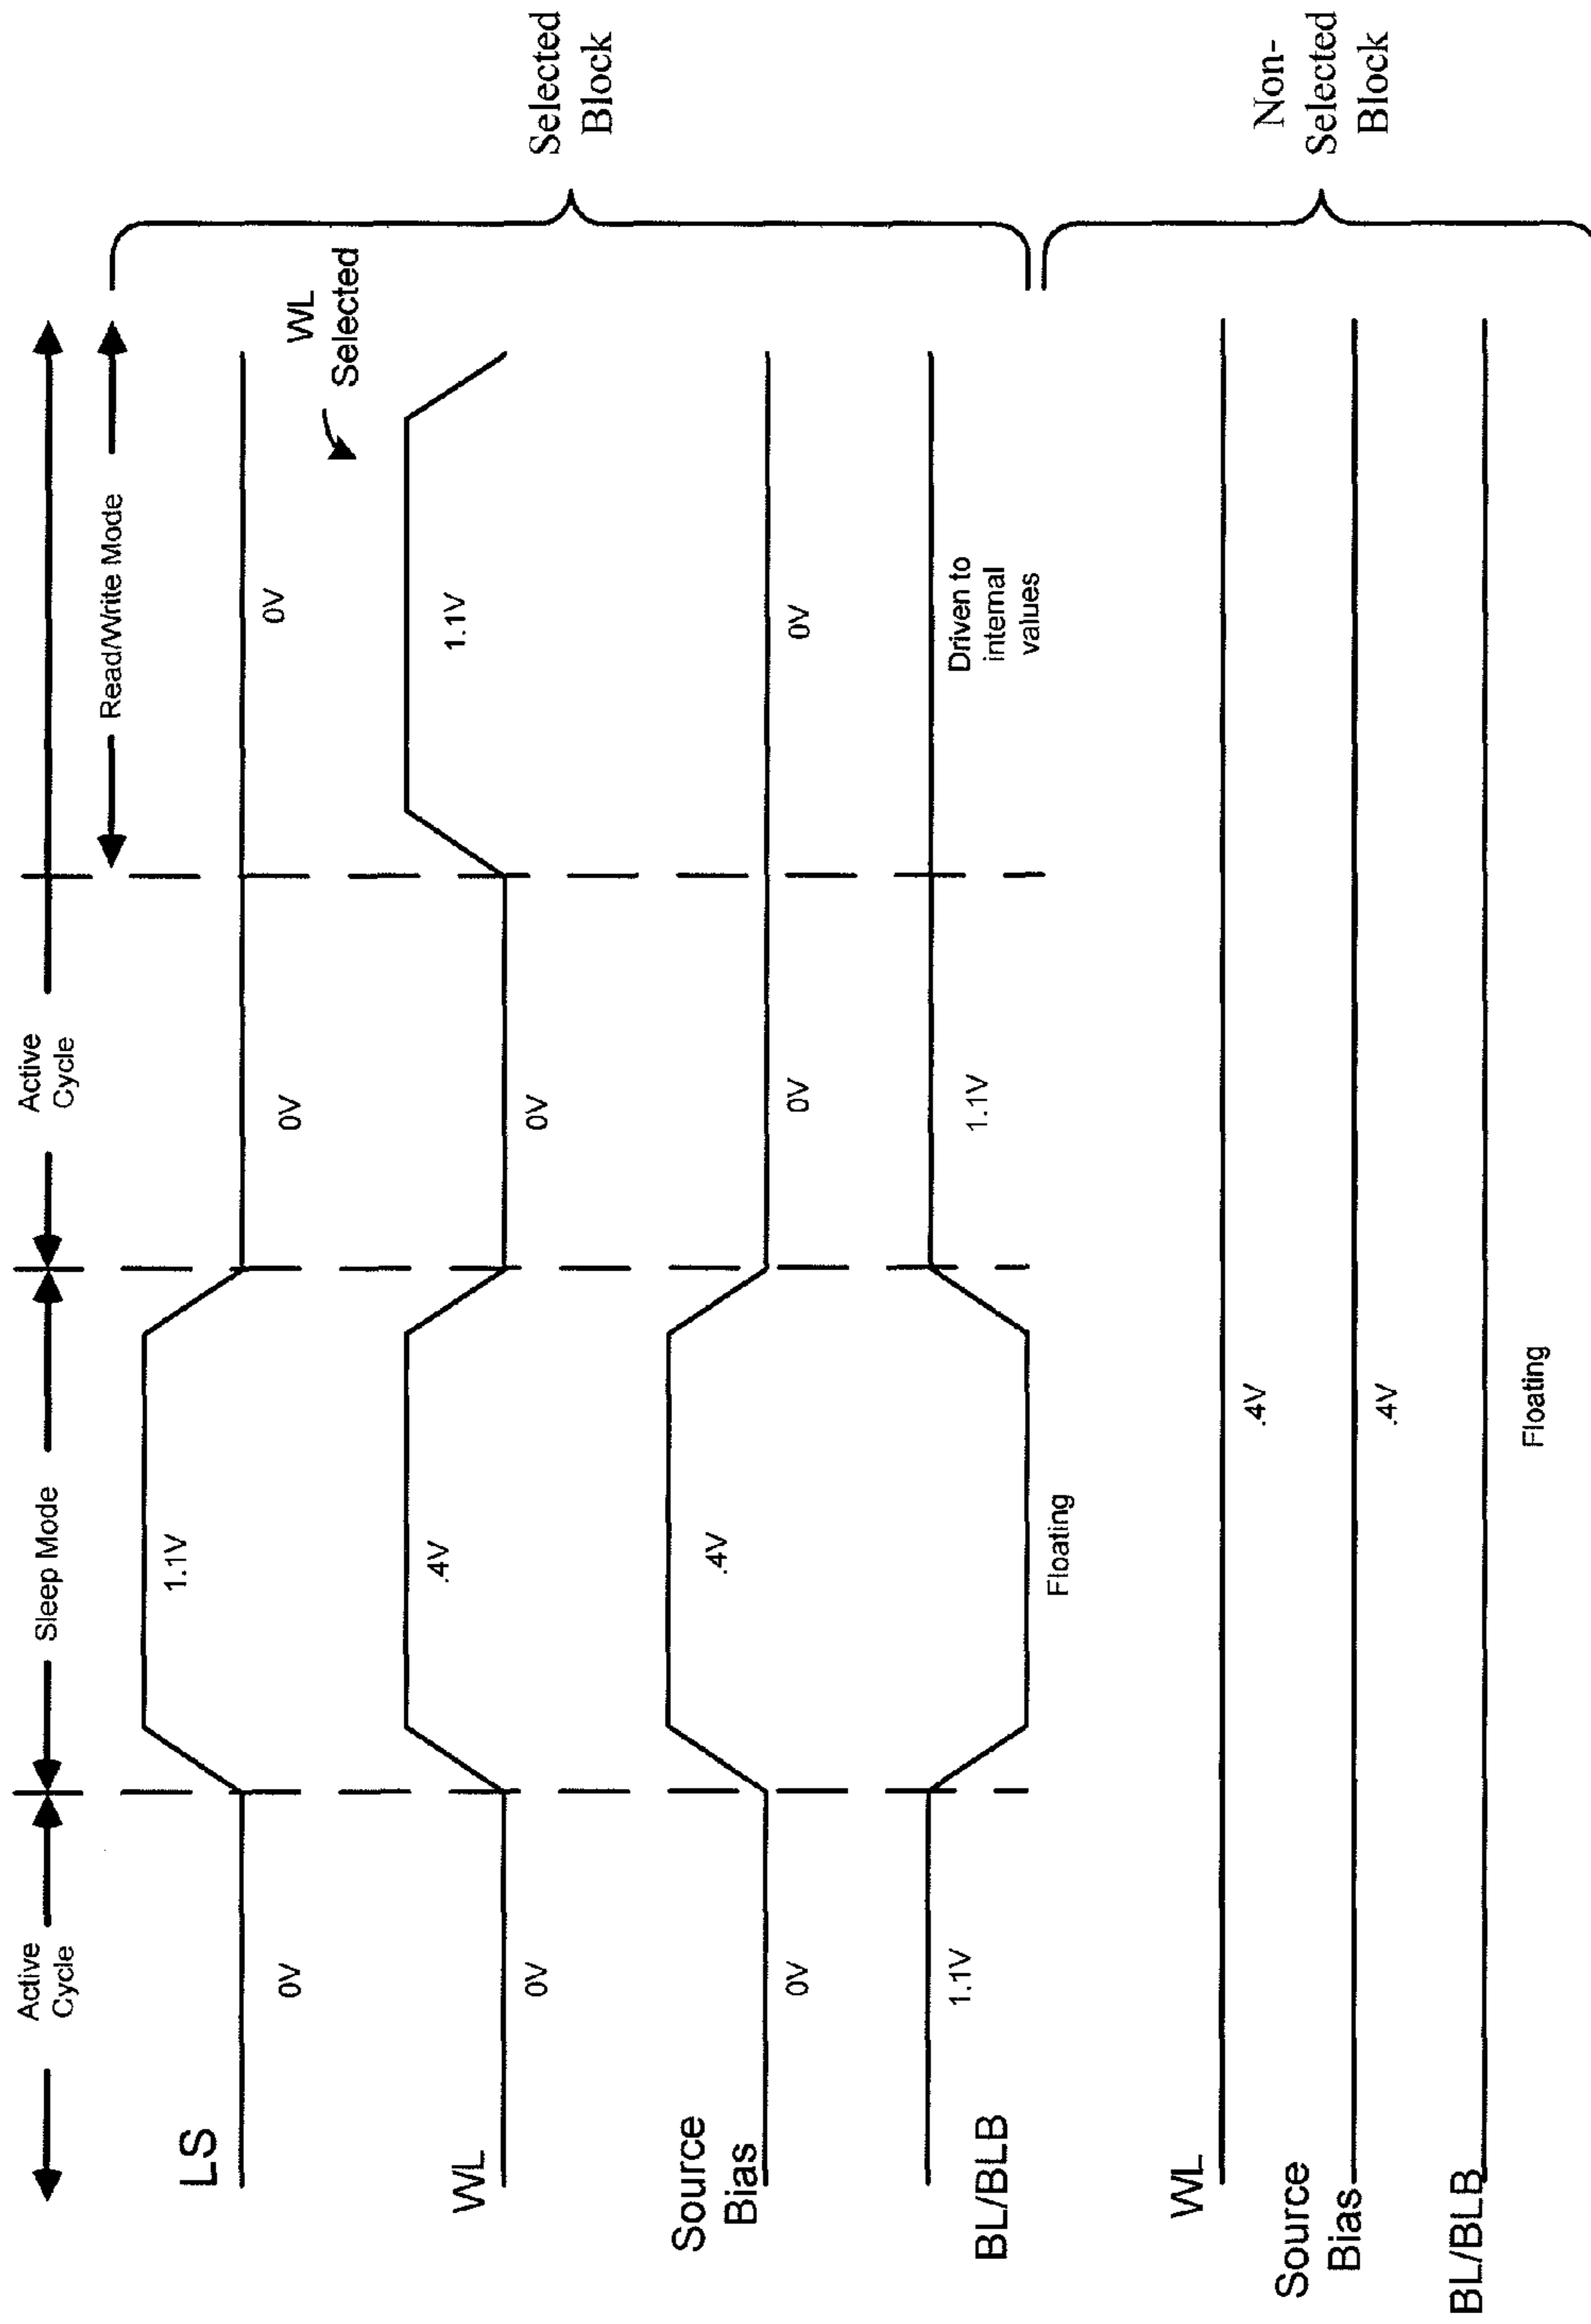 Active
Cycle
Sleep Mode
Active
Cycle
Read/Write Mode
LS
0V
1.1V
0V
0V
WL
Selected
WL
0V
.4V
0V
1.1V
Source
Bias
0V
.4V
0V
0V
BL/BLB
1.1V
Floating
1.1V
Driven to
internal
values
Selected
Block
WL
.4V
Source
Bias
.4V
BL/BLB
Floating
Non-
Selected
Block